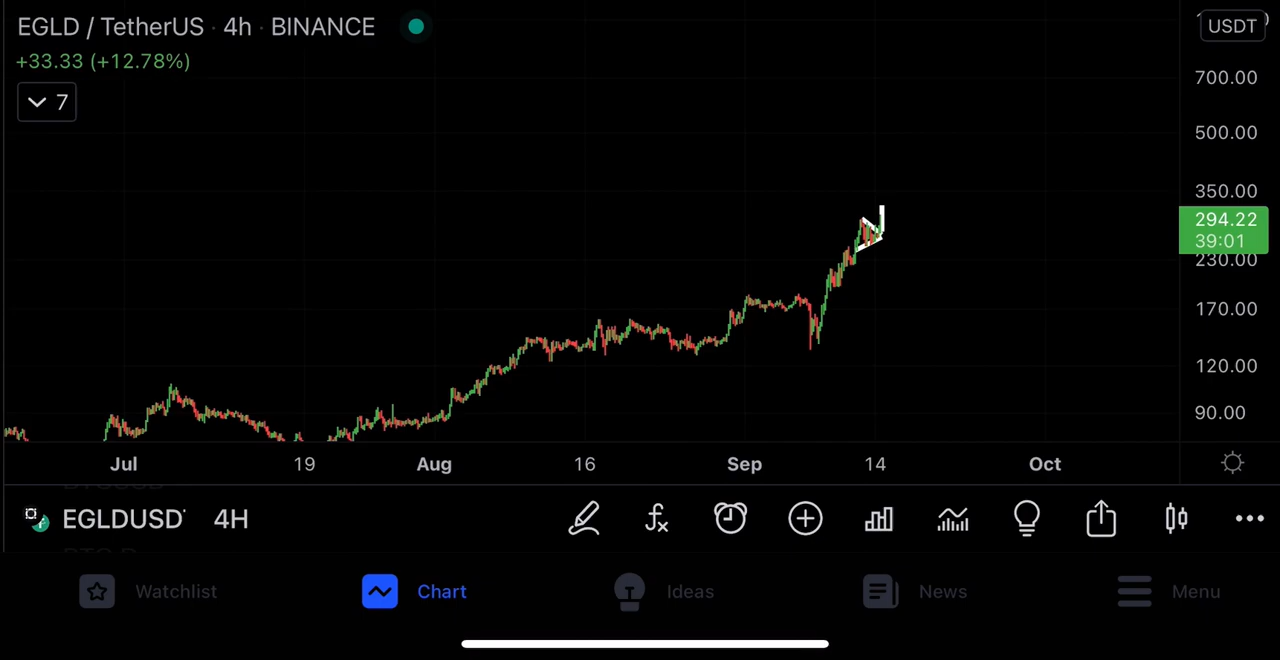 EGLD / TetherUS · 4h · BINANCE
USDT
+33.33 (+12.78%)
7
700.00
500.00
350.00
294.22
39:01
230.00
170.00
120.00
90.00
Jul 19 Aug 16 Sep 14 Oct
EGLDUSD 4H
Watchlist Chart Ideas News Menu